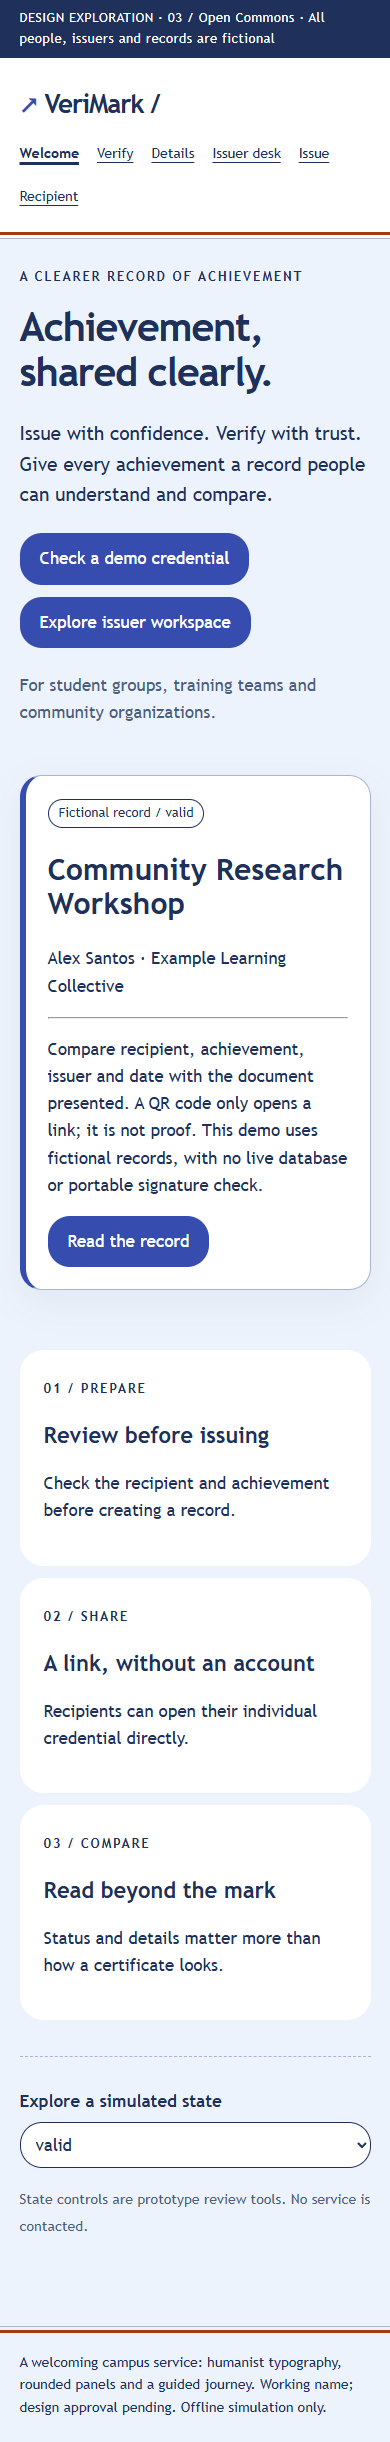 DESIGN EXPLORATION · 03 / Open Commons · All
people, issuers and records are fictional
↗ VeriMark /
Welcome Verify Details Issuer desk Issue
Recipient
A CLEARER RECORD OF ACHIEVEMENT
Achievement,
shared clearly.
Issue with confidence. Verify with trust.
Give every achievement a record people
can understand and compare.
Check a demo credential
Explore issuer workspace
For student groups, training teams and
community organizations.
Fictional record / valid
Community Research
Workshop
Alex Santos · Example Learning
Collective
Compare recipient, achievement,
issuer and date with the document
presented. A QR code only opens a
link; it is not proof. This demo uses
fictional records, with no live database
or portable signature check.
Read the record
01 / PREPARE
Review before issuing
Check the recipient and achievement
before creating a record.
02 / SHARE
A link, without an account
Recipients can open their individual
credential directly.
03 / COMPARE
Read beyond the mark
Status and details matter more than
how a certificate looks.
Explore a simulated state
valid
State controls are prototype review tools. No service is
contacted.
A welcoming campus service: humanist typography,
rounded panels and a guided journey. Working name;
design approval pending. Offline simulation only.